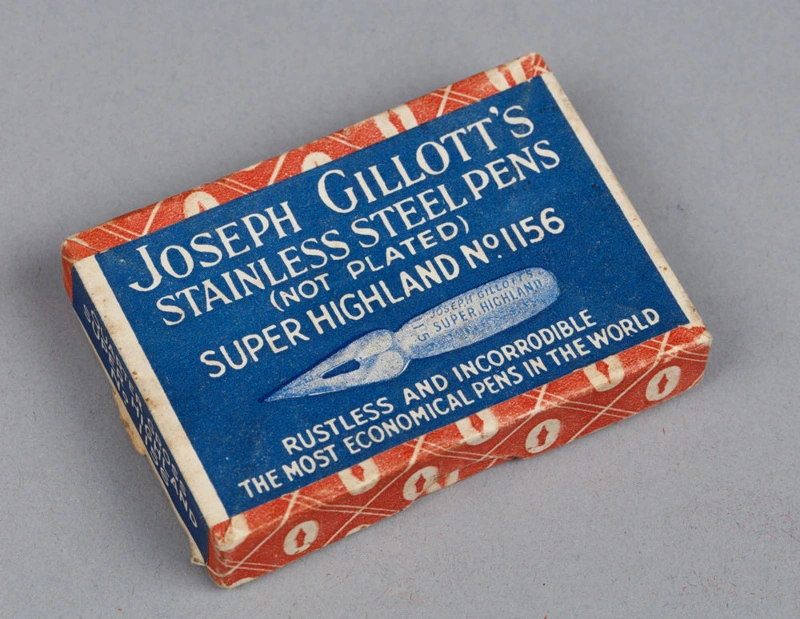 JOSEPH GILLOTT'S
STAINLESS STEEL PENS
(NOT PLATED)
SUPER HIGHLAND No. 1156
JOSEPH GILLOTT'S
SUPER HIGHLAND
1156
RUSTLESS AND INCORRODIBLE
THE MOST ECONOMICAL PENS IN THE WORLD